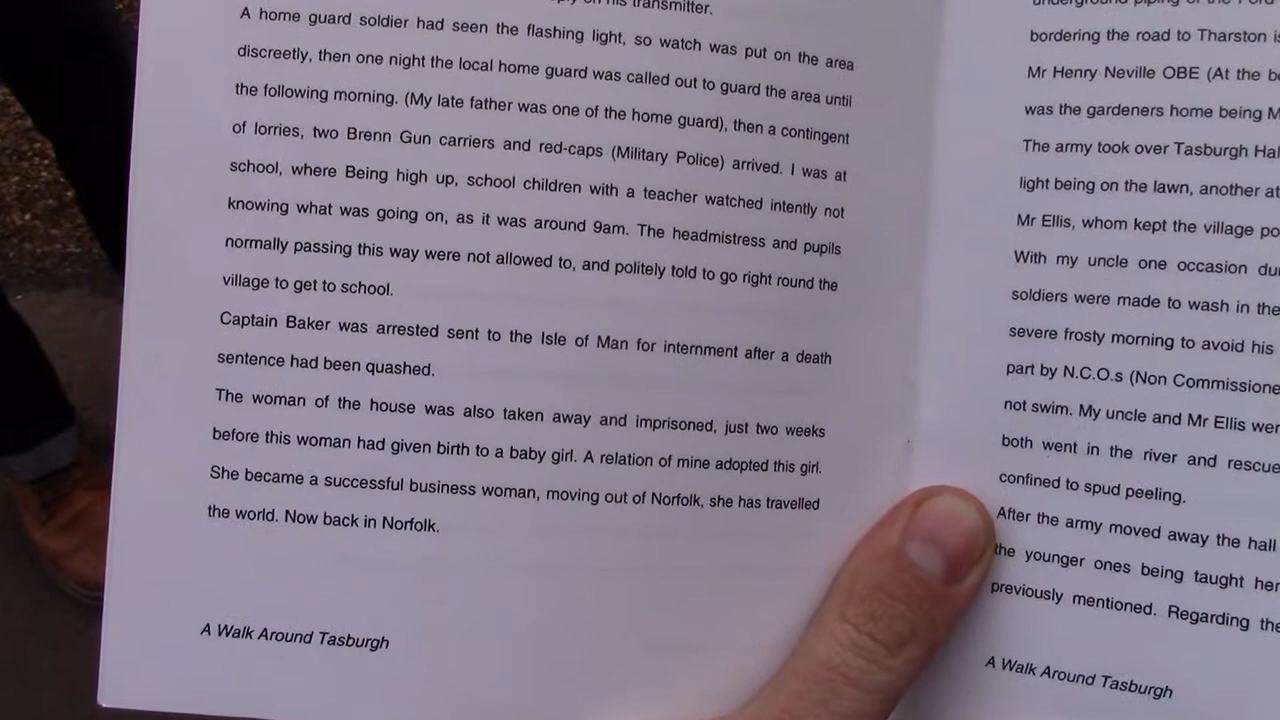 on his transmitter.
A home guard soldier had seen the flashing light, so watch was put on the area
discreetly, then one night the local home guard was called out to guard the area until
the following morning. (My late father was one of the home guard), then a contingent
of lorries, two Brenn Gun carriers and red-caps (Military Police) arrived. I was at
school, where Being high up, school children with a teacher watched intently not
knowing what was going on, as it was around 9am. The headmistress and pupils
normally passing this way were not allowed to, and politely told to go right round the
village to get to school.
Captain Baker was arrested sent to the Isle of Man for internment after a death
sentence had been quashed.
The woman of the house was also taken away and imprisoned, just two weeks
before this woman had given birth to a baby girl. A relation of mine adopted this girl.
She became a successful business woman, moving out of Norfolk, she has travelled
the world. Now back in Norfolk.
A Walk Around Tasburgh
underground piping of the
bordering the road to Tharston
Mr Henry Neville OBE (At the
was the gardeners home being
The army took over Tasburgh
light being on the lawn, another at
Mr Ellis, whom kept the village
With my uncle one occasion
soldiers were made to wash in the
severe frosty morning to avoid his
part by N.C.O.s (Non
not swim. My uncle and Mr Ellis
both went in the river and
confined to spud peeling.
After the army moved away the hall
the younger ones being taught
previously mentioned. Regarding the
A Walk Around Tasburgh